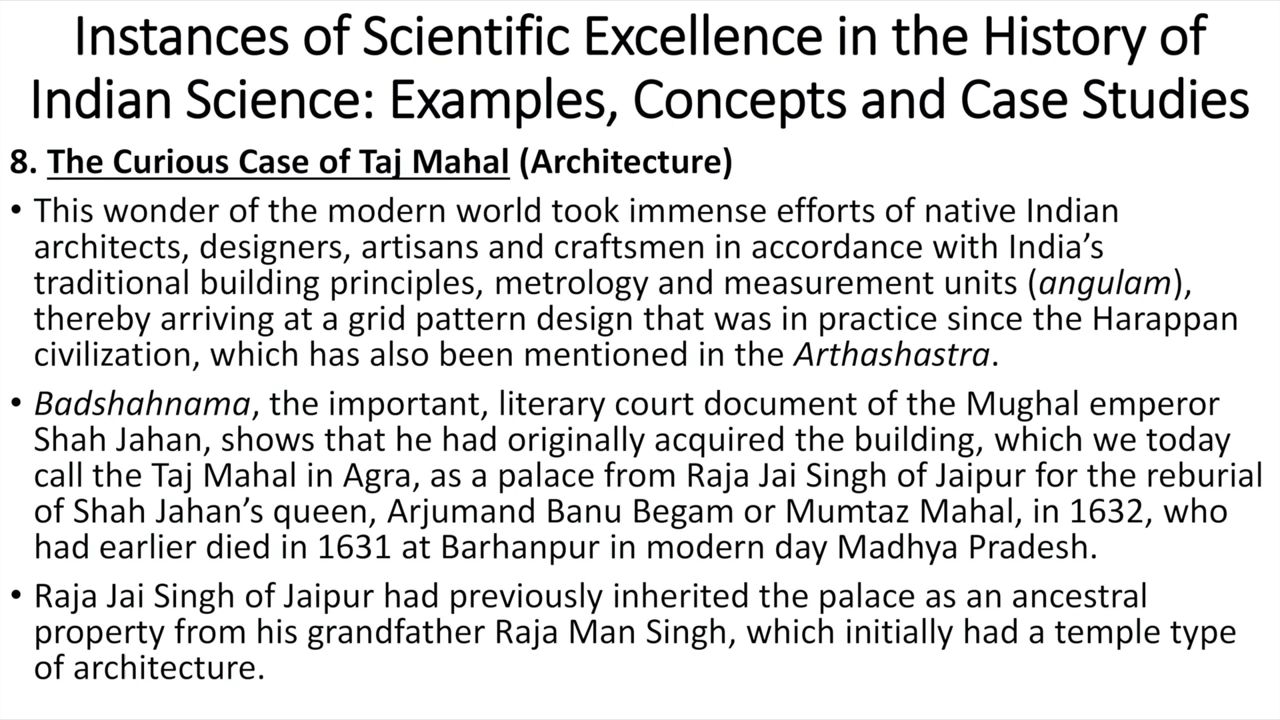 Instances of Scientific Excellence in the History of
Indian Science: Examples, Concepts and Case Studies
8. The Curious Case of Taj Mahal (Architecture)
• This wonder of the modern world took immense efforts of native Indian
architects, designers, artisans and craftsmen in accordance with India’s
traditional building principles, metrology and measurement units (angulam),
thereby arriving at a grid pattern design that was in practice since the Harappan
civilization, which has also been mentioned in the Arthashastra.
• Badshahnama, the important, literary court document of the Mughal emperor
Shah Jahan, shows that he had originally acquired the building, which we today
call the Taj Mahal in Agra, as a palace from Raja Jai Singh of Jaipur for the reburial
of Shah Jahan’s queen, Arjumand Banu Begam or Mumtaz Mahal, in 1632, who
had earlier died in 1631 at Barhanpur in modern day Madhya Pradesh.
• Raja Jai Singh of Jaipur had previously inherited the palace as an ancestral
property from his grandfather Raja Man Singh, which initially had a temple type
of architecture.